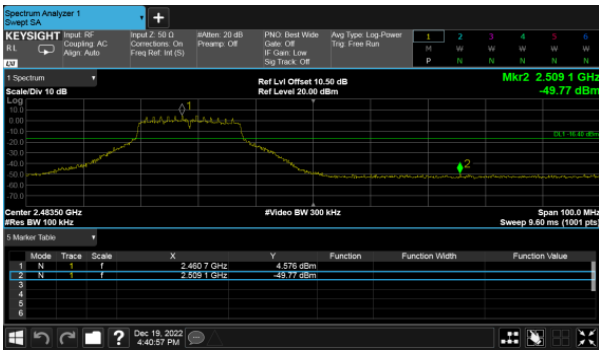 Spectrum Analyzer 1
Swept SA
KEYSIGHT Input: RF Input Z: 50 Ω #Atten: 20 dB PNO: Best Wide Avg Type: Log-Power 1 2 3 4 5 6
RL Coupling: AC Corrections: On Preamp: Off Gate: Off Trig: Free Run M W W W W W
Align: Auto Freq Ref: Int (S) IF Gain: Low P N N N N N
Sig Track: Off
LXI
1 Spectrum Ref Lvl Offset 10.50 dB Mkr2 2.509 1 GHz
Scale/Div 10 dB Ref Level 20.00 dBm -49.77 dBm
Log
10.0
0.00
-10.0
-20.0
-30.0
-40.0
-50.0
-60.0
-70.0
1
DL1 -16.40 dBm
2
Center 2.48350 GHz #Video BW 300 kHz Span 100.0 MHz
#Res BW 100 kHz Sweep 9.60 ms (1001 pts)
5 Marker Table
Mode Trace Scale X Y Function Function Width Function Value
1 N 1 f 2.460 7 GHz 4.576 dBm
2 N 1 f 2.509 1 GHz -49.77 dBm
3
4
5
6
? Dec 19, 2022
4:40:57 PM